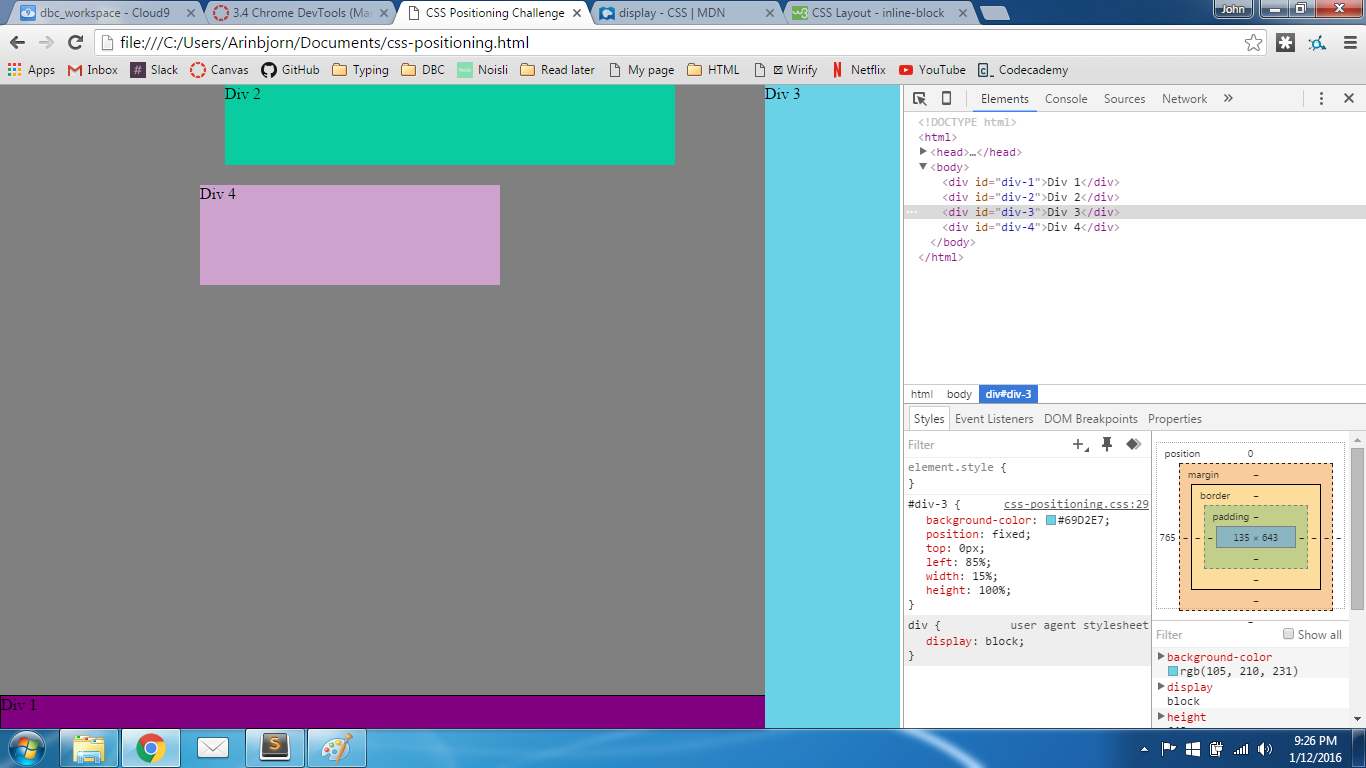 dbc_workspace - Cloud9
3.4 Chrome DevTools (Ma
CSS Positioning Challenge
display - CSS | MDN
CSS Layout - inline-block
John
file:///C:/Users/Arinbjorn/Documents/css-positioning.html
Apps Inbox Slack Canvas GitHub Typing DBC Noisli Read later My page HTML Wirify Netflix YouTube Codecademy
Div 2
Div 3
Div 4
Div 1
Elements Console Sources Network »
<!DOCTYPE html>
<html>
<head>…</head>
<body>
<div id="div-1">Div 1</div>
<div id="div-2">Div 2</div>
<div id="div-3">Div 3</div>
<div id="div-4">Div 4</div>
</body>
</html>
html body div#div-3
Styles Event Listeners DOM Breakpoints Properties
Filter
element.style {
}
#div-3 { css-positioning.css:29
background-color: #69D2E7;
position: fixed;
top: 0px;
left: 85%;
width: 15%;
height: 100%;
}
div { user agent stylesheet
display: block;
}
position 0
margin –
border –
padding –
765 – – – 135 × 643 – – – –
–
–
–
–
Filter Show all
background-color
rgb(105, 210, 231)
display
block
height
9:26 PM
1/12/2016